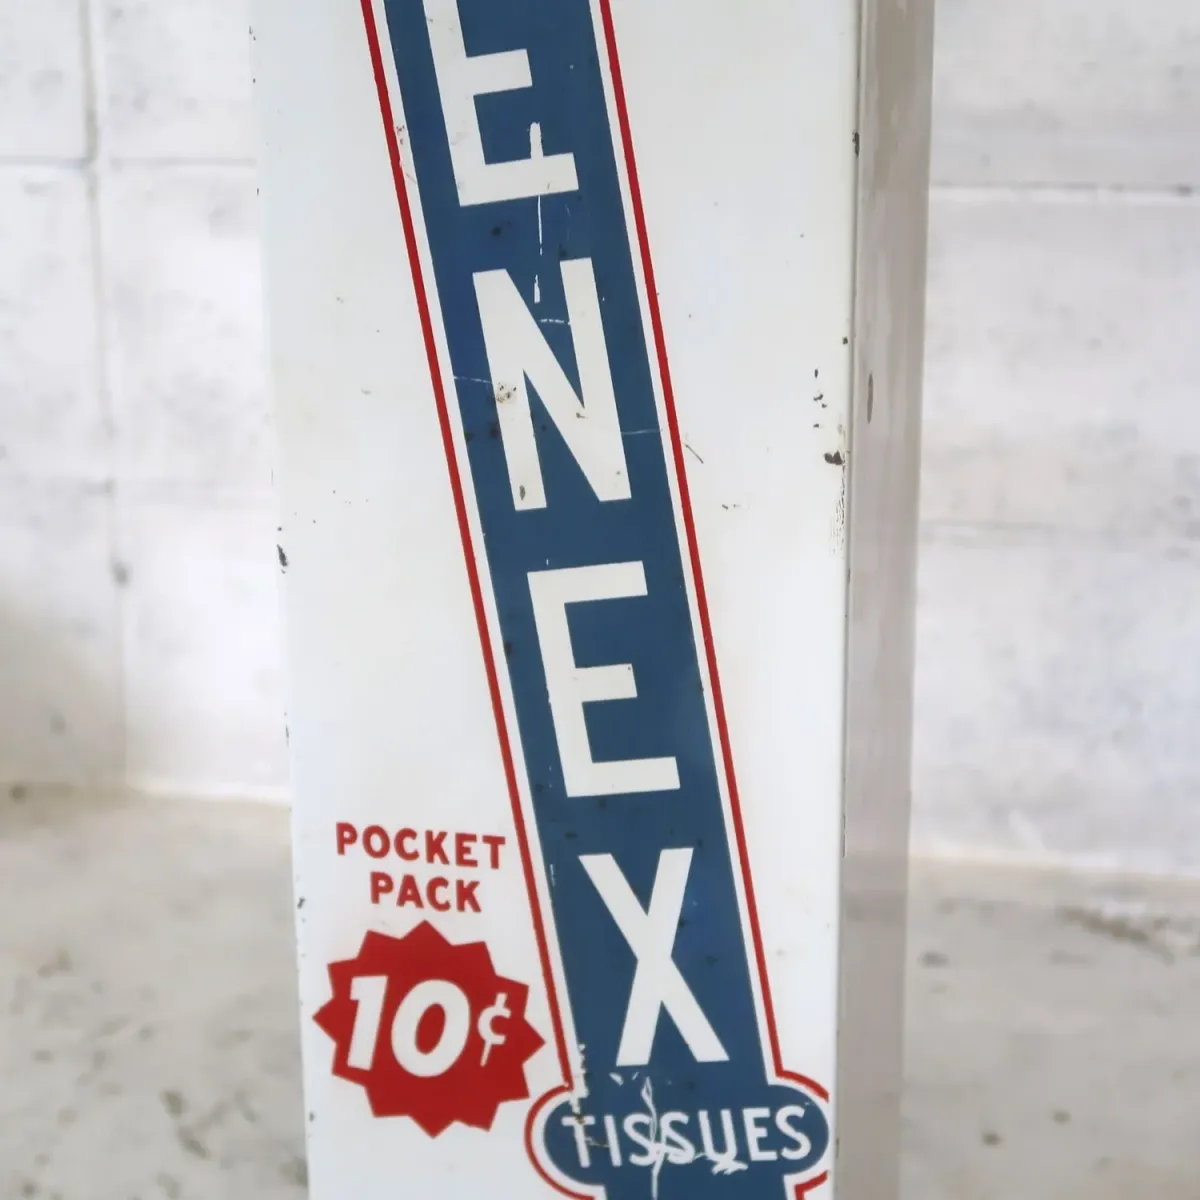 ENEX
POCKET
PACK
10¢
TISSUES